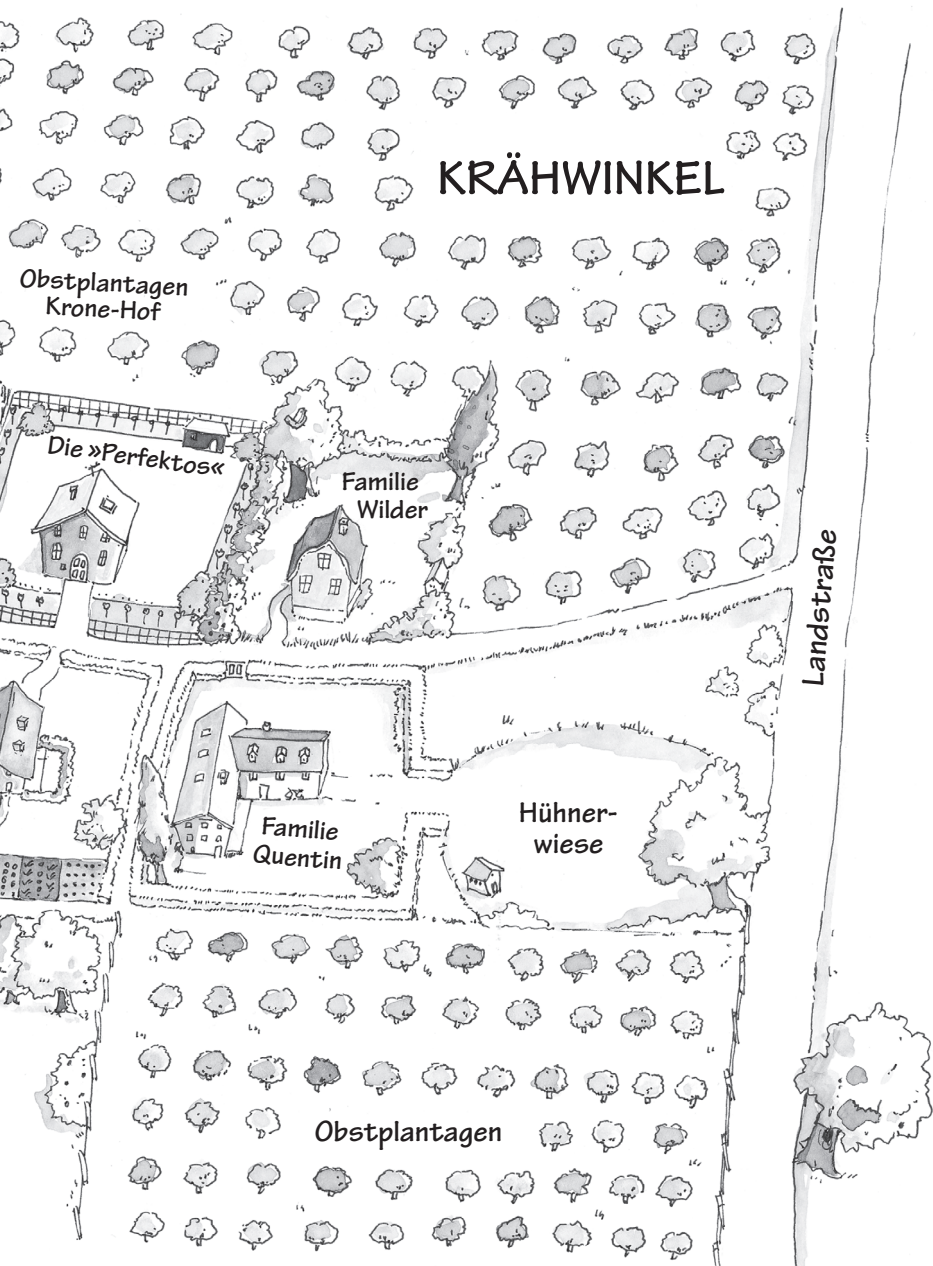 KRÄHWINKEL
Obstplantagen
Krone-Hof
Die »Perfektos«
Familie
Wilder
Landstraße
Hühner-
wiese
Familie
Quentin
Obstplantagen